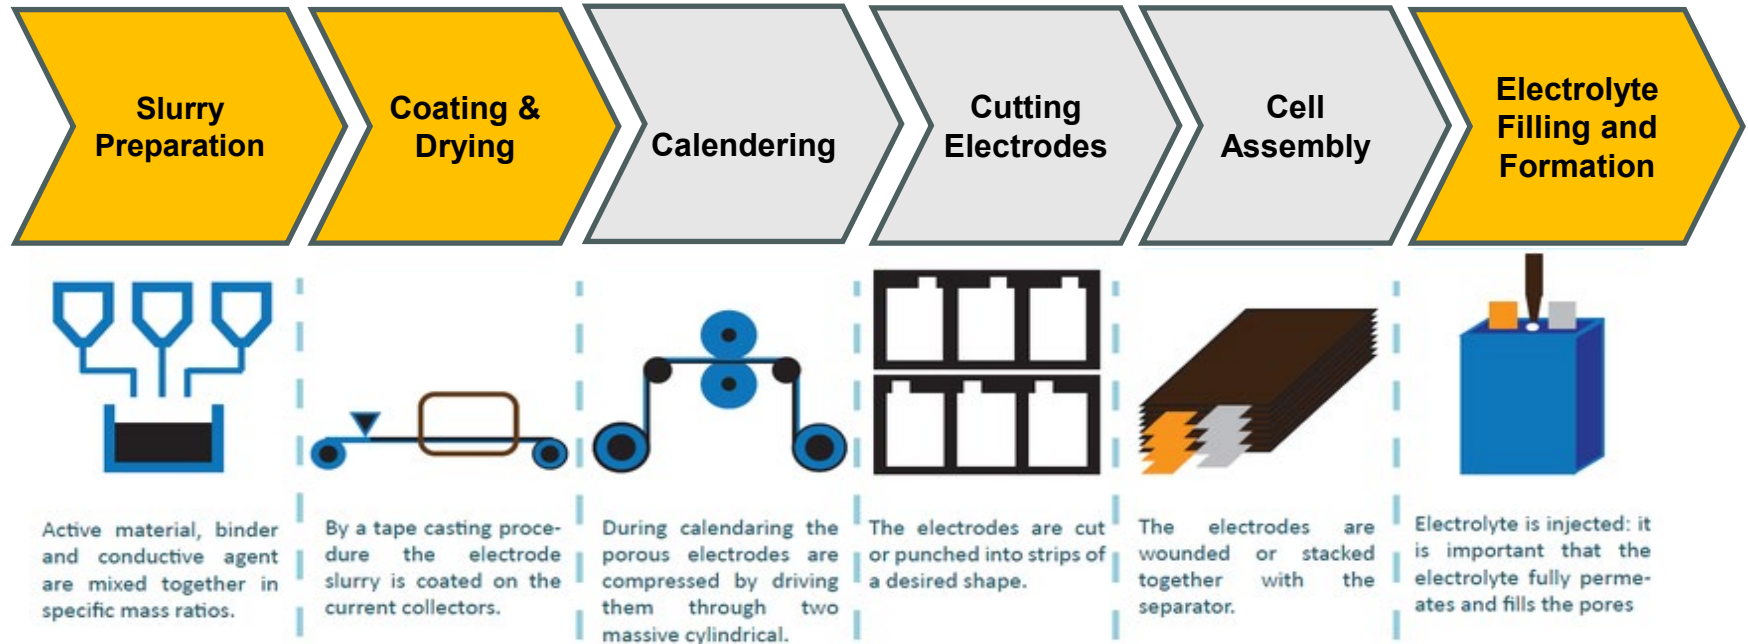 Slurry
Preparation
Coating &
Drying
Calendering
Cutting
Electrodes
Cell
Assembly
Electrolyte
Filling and
Formation
Active material, binder
and conductive agent
are mixed together in
specific mass ratios.
By a tape casting proce-
dure the electrode
slurry is coated on the
current collectors.
During calendaring the
porous electrodes are
compressed by driving
them through two
massive cylindrical.
The electrodes are cut
or punched into strips of
a desired shape.
The electrodes are
wounded or stacked
together with the
separator.
Electrolyte is injected: it
is important that the
electrolyte fully perme-
ates and fills the pores